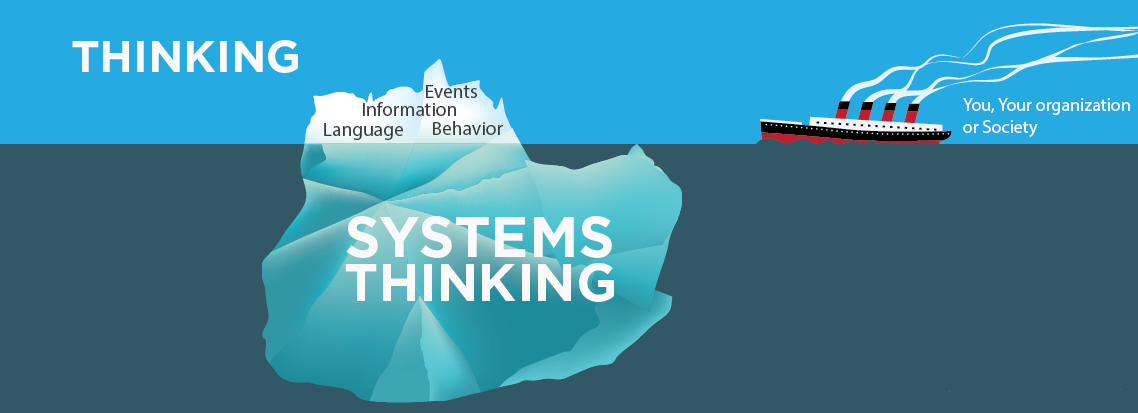 THINKING
Events
Information
Language Behavior
SYSTEMS
THINKING
You, Your organization
or Society